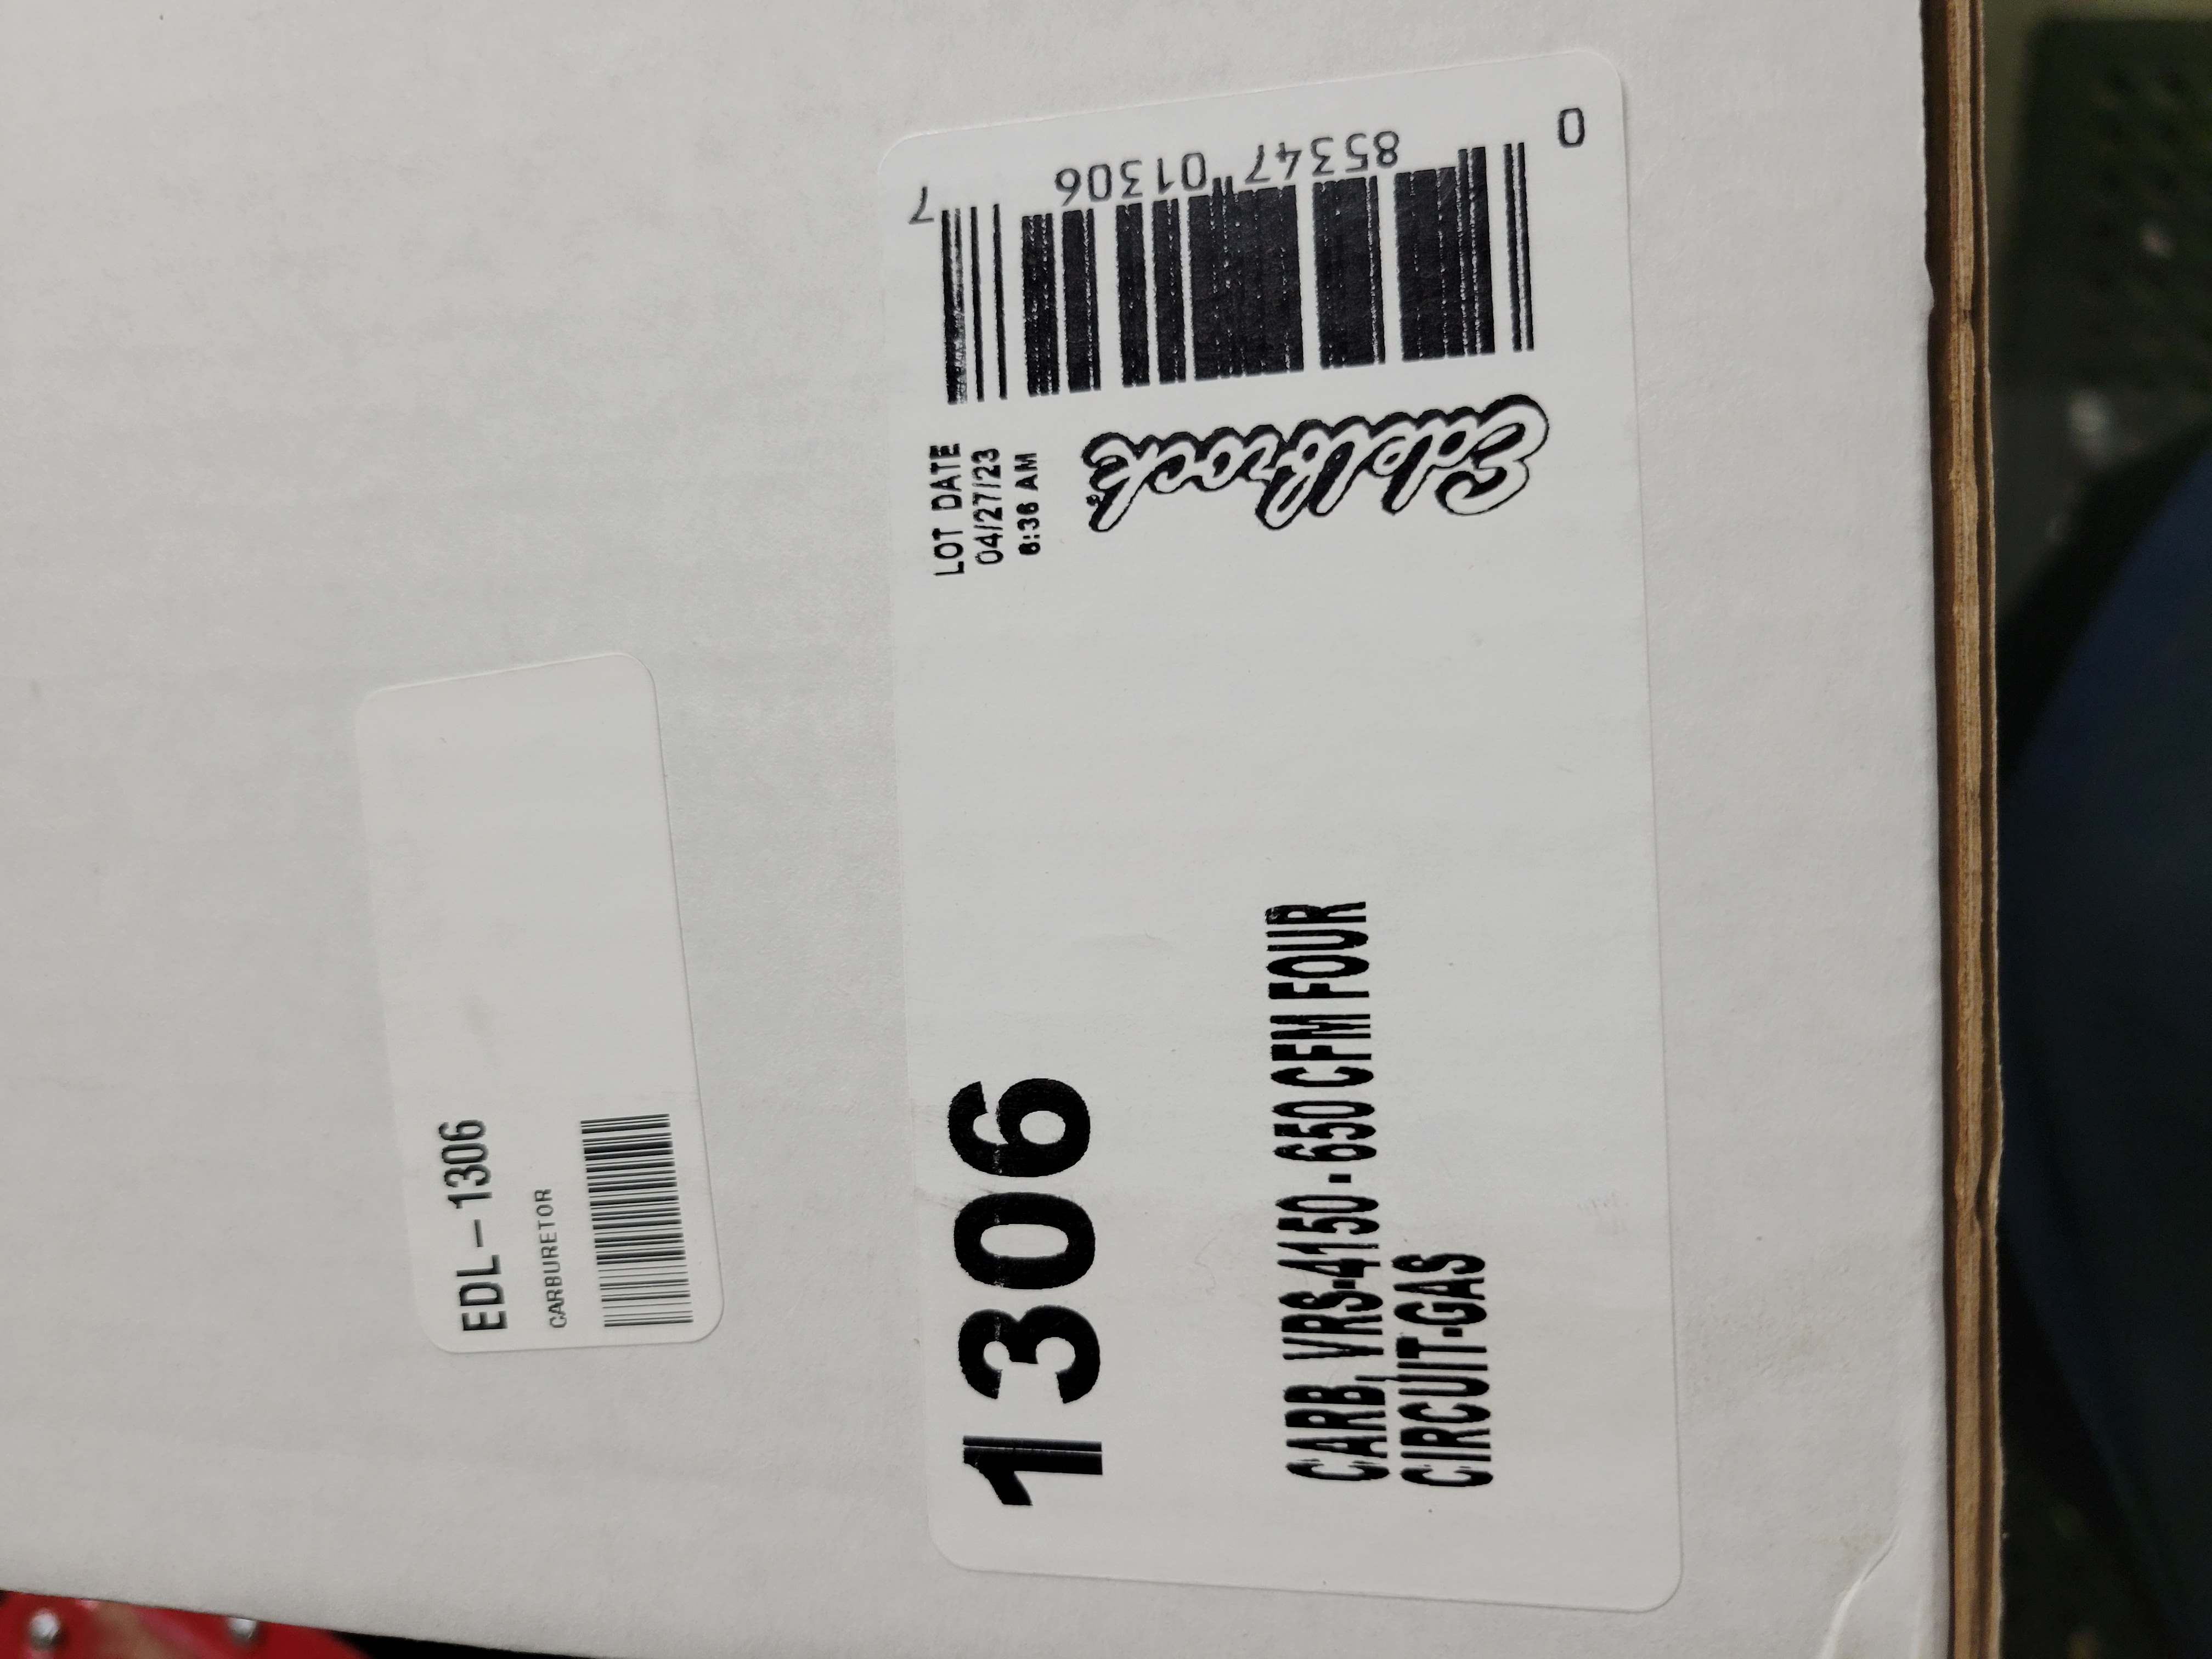 EDL-1306
CARBURETOR
1306
CARB, VRS-4150 - 650 CFM FOUR
CIRCUIT-GAS
LOT DATE
04/27/23
6:36 AM
Edelbrock
0 85347 01306 7